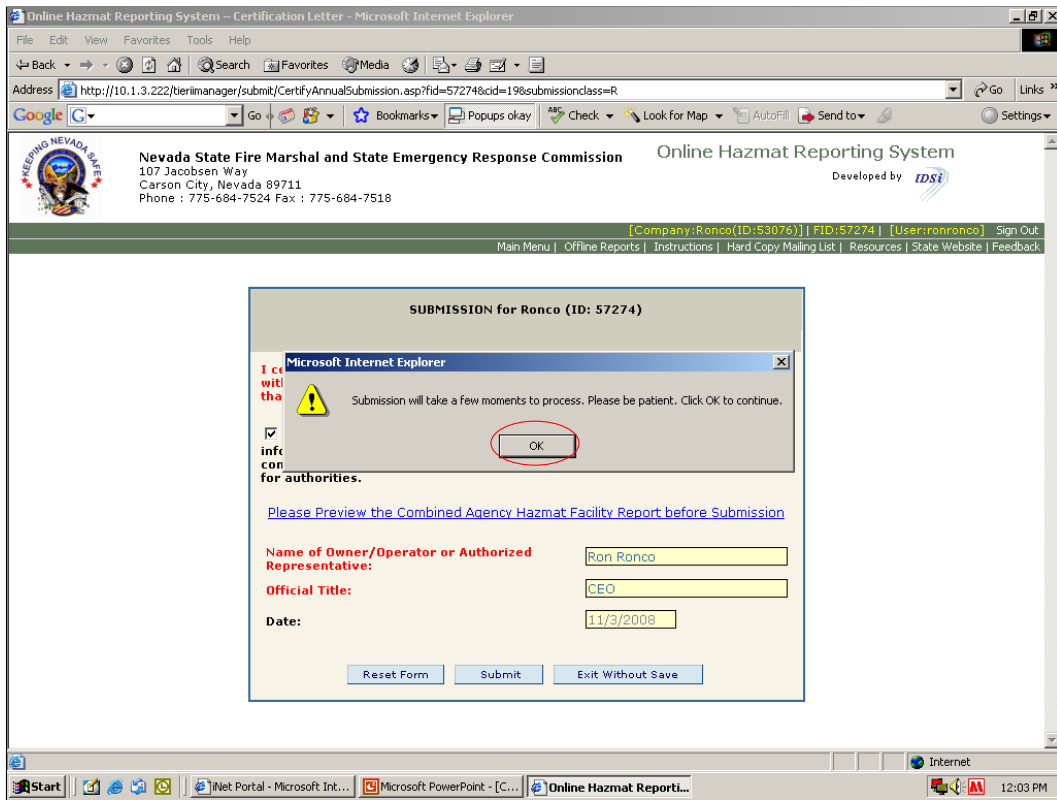 Online Hazmat Reporting System – Certification Letter - Microsoft Internet Explorer
File Edit View Favorites Tools Help
Back Search Favorites Media
Address http://10.1.3.222/tieriimanager/submit/CertifyAnnualSubmission.asp?fid=57274&cid=19&submissionclass=R Go Links »
Google G Go Bookmarks Popups okay ABC Check Look for Map AutoFill Send to Settings
KEEPING NEVADA SAFE
Nevada State Fire Marshal and State Emergency Response Commission
107 Jacobsen Way
Carson City, Nevada 89711
Phone : 775-684-7524 Fax : 775-684-7518
Online Hazmat Reporting System
Developed by IDSi
[Company:Ronco(ID:53076)] | FID:57274 | [User:ronronco] Sign Out
Main Menu | Offline Reports | Instructions | Hard Copy Mailing List | Resources | State Website | Feedback
SUBMISSION for Ronco (ID: 57274)
Microsoft Internet Explorer
Submission will take a few moments to process. Please be patient. Click OK to continue.
OK
for authorities.
Please Preview the Combined Agency Hazmat Facility Report before Submission
Name of Owner/Operator or Authorized
Representative:
Ron Ronco
Official Title:
CEO
Date:
11/3/2008
Reset Form Submit Exit Without Save
Internet
Start iNet Portal - Microsoft Int... Microsoft PowerPoint - [C... Online Hazmat Reporti... 12:03 PM